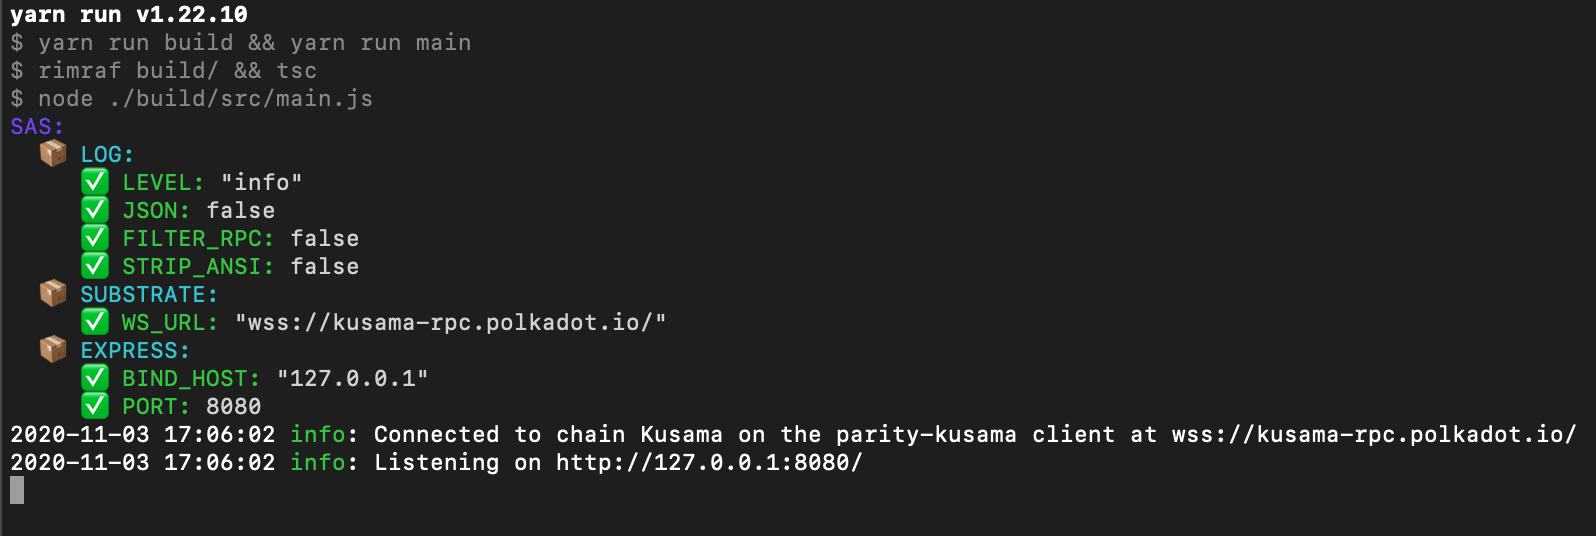 yarn run v1.22.10
$ yarn run build && yarn run main
$ rimraf build/ && tsc
$ node ./build/src/main.js
SAS:
📦 LOG:
✅ LEVEL: "info"
✅ JSON: false
✅ FILTER_RPC: false
✅ STRIP_ANSI: false
📦 SUBSTRATE:
✅ WS_URL: "wss://kusama-rpc.polkadot.io/"
📦 EXPRESS:
✅ BIND_HOST: "127.0.0.1"
✅ PORT: 8080
2020-11-03 17:06:02 info: Connected to chain Kusama on the parity-kusama client at wss://kusama-rpc.polkadot.io/
2020-11-03 17:06:02 info: Listening on http://127.0.0.1:8080/